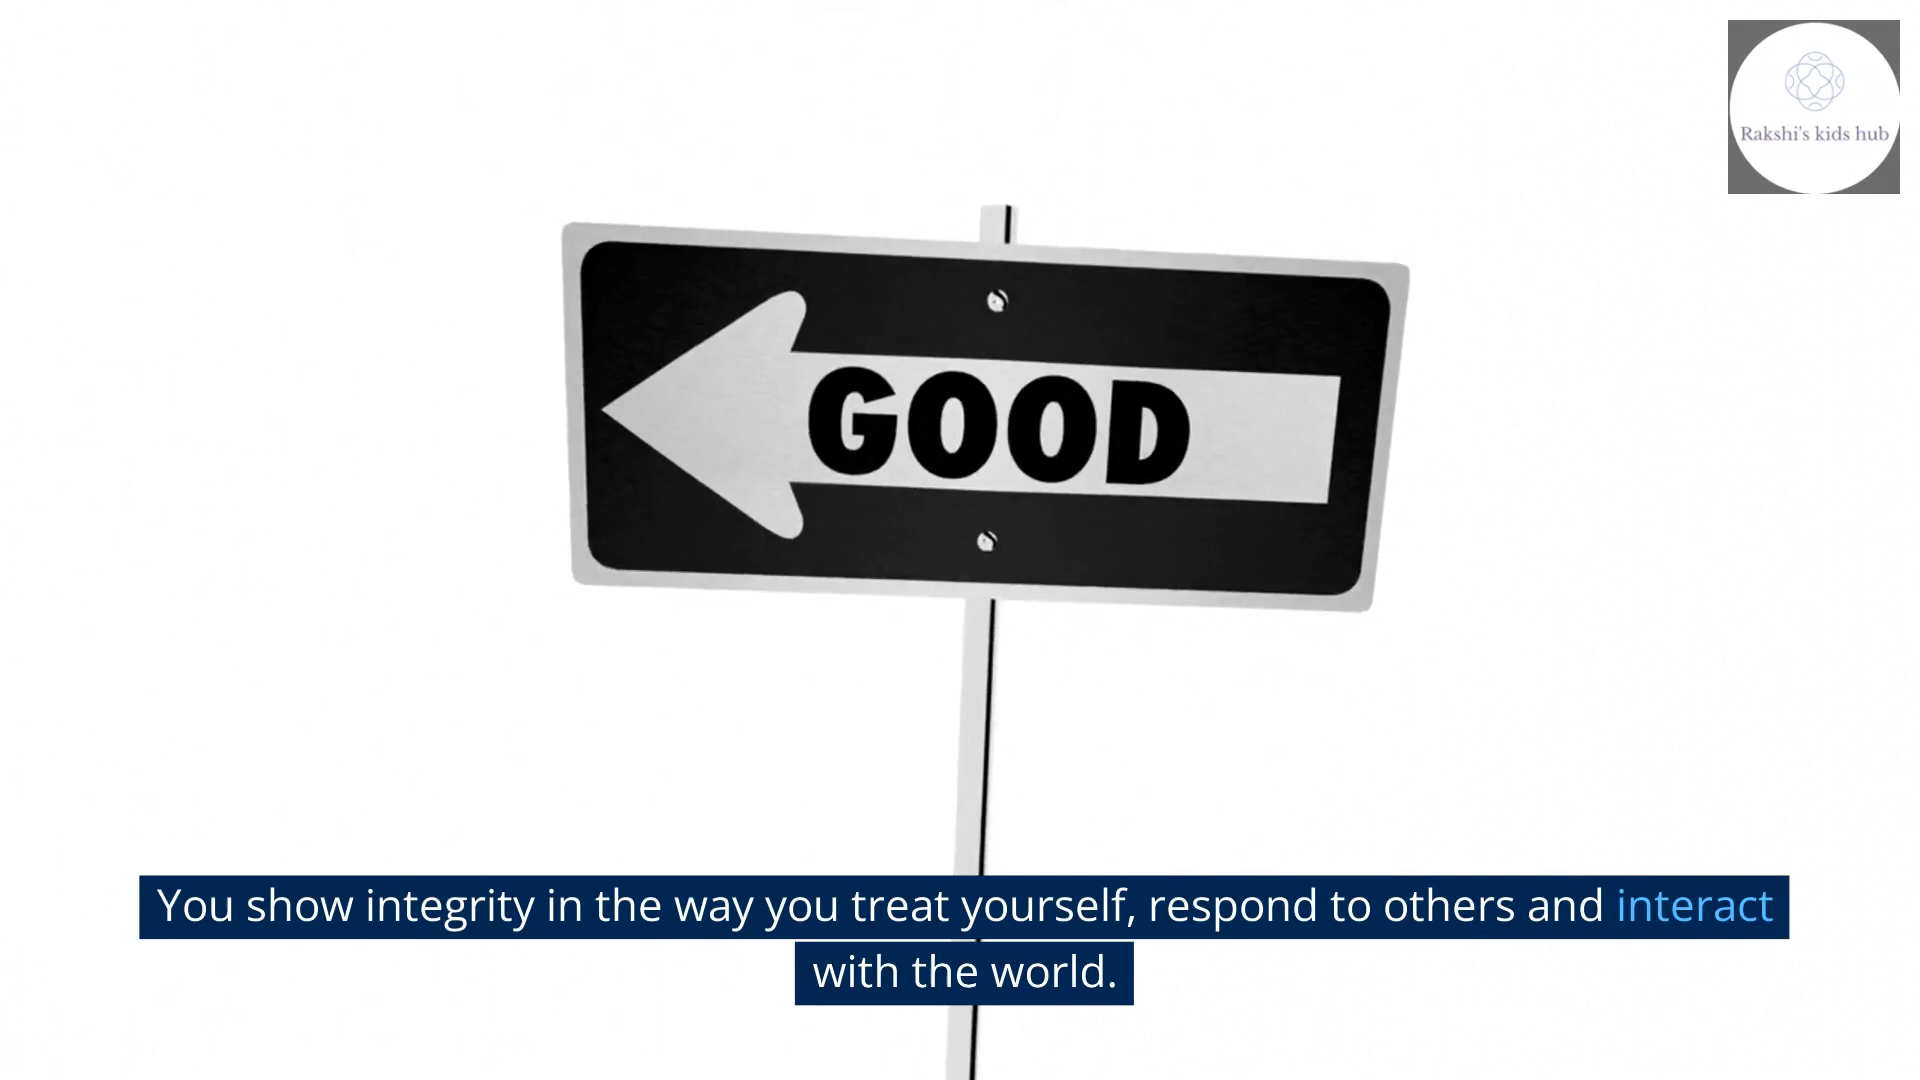 Rakshi's kids hub
GOOD
You show integrity in the way you treat yourself, respond to others and interact
with the world.